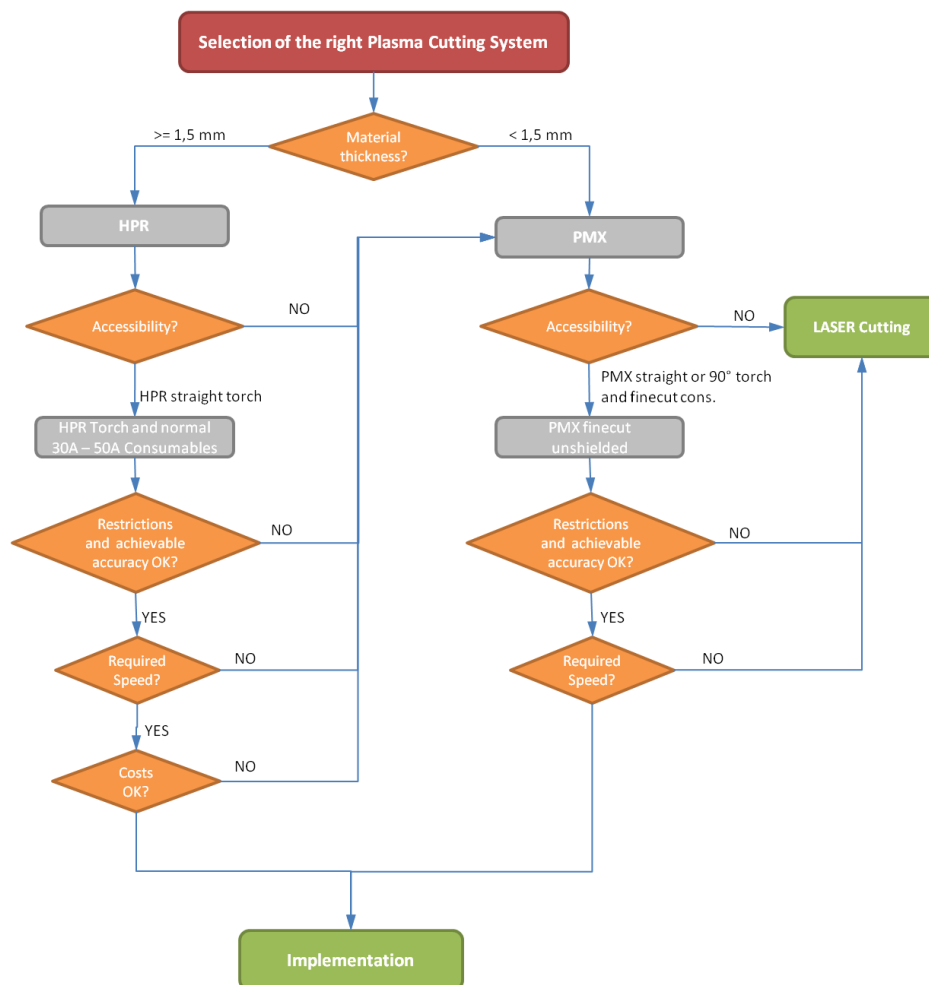 Selection of the right Plasma Cutting System
>= 1,5 mm
Material
thickness?
< 1,5 mm
HPR
PMX
Accessibility?
NO
Accessibility?
NO
LASER Cutting
HPR straight torch
PMX straight or 90° torch
and finecut cons.
HPR Torch and normal
30A – 50A Consumables
PMX finecut
unshielded
Restrictions
and achievable
accuracy OK?
NO
Restrictions
and achievable
accuracy OK?
NO
YES
YES
Required
Speed?
NO
Required
Speed?
NO
YES
Costs
OK?
NO
Implementation